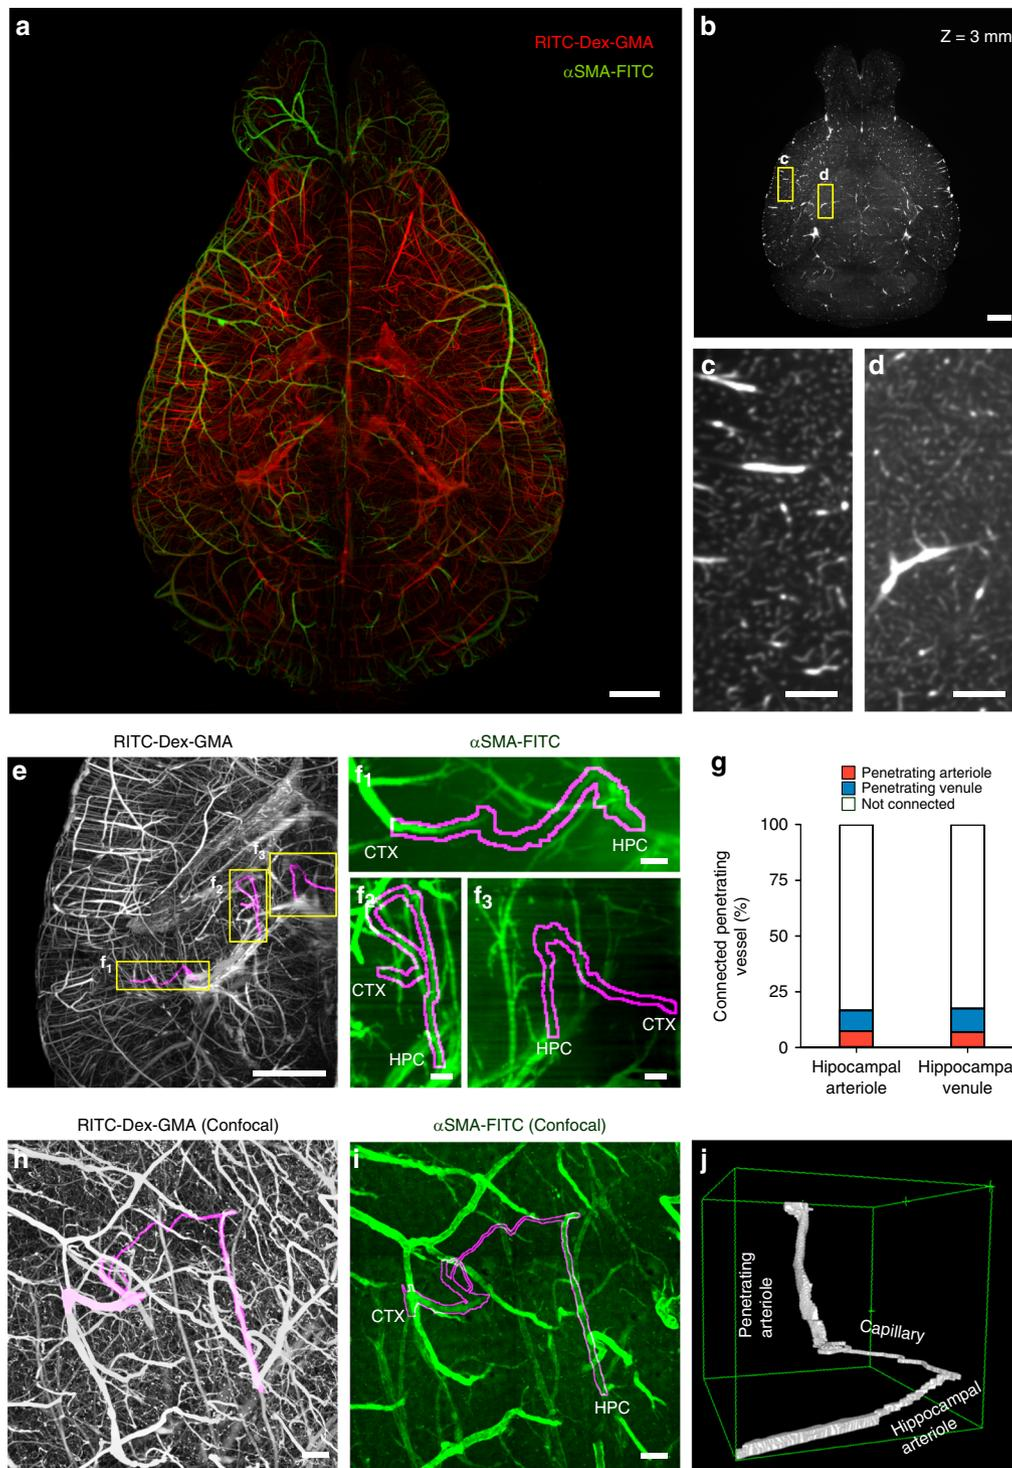 a
RITC-Dex-GMA
αSMA-FITC
b
Z = 3 mm
c
d
c
d
RITC-Dex-GMA
αSMA-FITC
e
f3
f2
f1
f1
CTX
HPC
f2
CTX
HPC
f3
HPC
CTX
g
Penetrating arteriole
Penetrating venule
Not connected
Connected penetrating
vessel (%)
100
75
50
25
0
Hipocampal
arteriole
Hippocampa
venule
RITC-Dex-GMA (Confocal)
αSMA-FITC (Confocal)
h
i
CTX
HPC
j
Penetrating
arteriole
Capillary
Hippocampal
arteriole